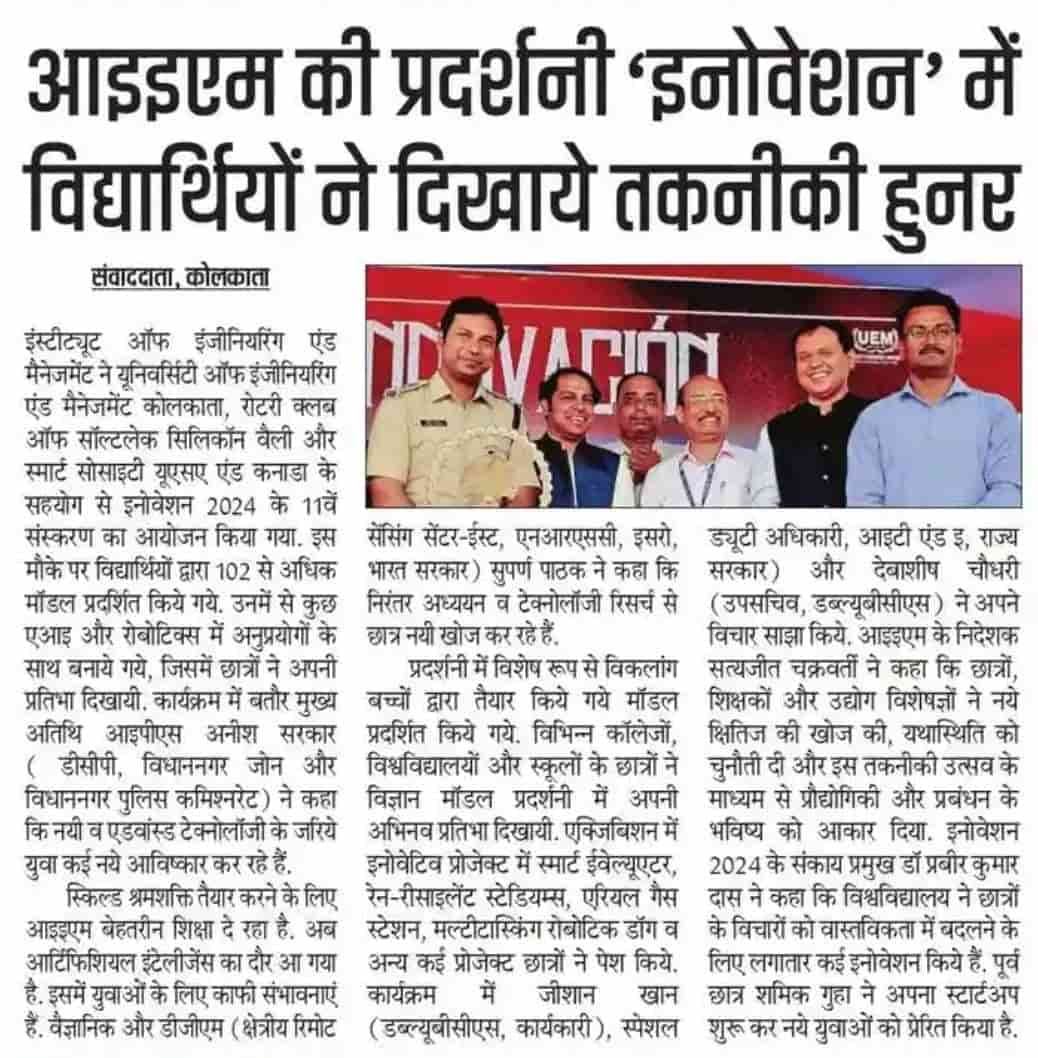 आइइएम की प्रदर्शनी ‘इनोवेशन’ में
विद्यार्थियों ने दिखाये तकनीकी हुनर
संवाददाता, कोलकाता
इंस्टीट्यूट ऑफ इंजीनियरिंग एंड
मैनेजमेंट ने यूनिवर्सिटी ऑफ इंजीनियरिंग
एंड मैनेजमेंट कोलकाता, रोटरी क्लब
ऑफ सॉल्टलेक सिलिकॉन वैली और
स्मार्ट सोसाइटी यूएसए एंड कनाडा के
सहयोग से इनोवेशन 2024 के 11वें
संस्करण का आयोजन किया गया. इस
मौके पर विद्यार्थियों द्वारा 102 से अधिक
मॉडल प्रदर्शित किये गये. उनमें से कुछ
एआइ और रोबोटिक्स में अनुप्रयोगों के
साथ बनाये गये, जिसमें छात्रों ने अपनी
प्रतिभा दिखायी. कार्यक्रम में बतौर मुख्य
अतिथि आइपीएस अनीश सरकार
( डीसीपी, विधाननगर जोन और
विधाननगर पुलिस कमिश्नरेट) ने कहा
कि नयी व एडवांस्ड टेक्नोलॉजी के जरिये
युवा कई नये आविष्कार कर रहे हैं.
स्किल्ड श्रमशक्ति तैयार करने के लिए
आइइएम बेहतरीन शिक्षा दे रहा है. अब
आर्टिफिशियल इंटेलीजेंस का दौर आ गया
है. इसमें युवाओं के लिए काफी संभावनाएं
हैं. वैज्ञानिक और डीजीएम (क्षेत्रीय रिमोट
INNOVACIÓN
UEM
सेंसिंग सेंटर-ईस्ट, एनआरएससी, इसरो,
भारत सरकार) सुपर्ण पाठक ने कहा कि
निरंतर अध्ययन व टेक्नोलॉजी रिसर्च से
छात्र नयी खोज कर रहे हैं.
प्रदर्शनी में विशेष रूप से विकलांग
बच्चों द्वारा तैयार किये गये मॉडल
प्रदर्शित किये गये. विभिन्न कॉलेजों,
विश्वविद्यालयों और स्कूलों के छात्रों ने
विज्ञान मॉडल प्रदर्शनी में अपनी
अभिनव प्रतिभा दिखायी. एक्जिबिशन में
इनोवेटिव प्रोजेक्ट में स्मार्ट ईवेल्यूएटर,
रेन-रीसाइलेंट स्टेडियम्स, एरियल गैस
स्टेशन, मल्टीटास्किंग रोबोटिक डॉग व
अन्य कई प्रोजेक्ट छात्रों ने पेश किये.
कार्यक्रम में जीशान खान
(डब्ल्यूबीसीएस, कार्यकारी), स्पेशल
ड्यूटी अधिकारी, आइटी एंड इ, राज्य
सरकार) और देबाशीष चौधरी
(उपसचिव, डब्ल्यूबीसीएस) ने अपने
विचार साझा किये. आइइएम के निदेशक
सत्यजीत चक्रवर्ती ने कहा कि छात्रों,
शिक्षकों और उद्योग विशेषज्ञों ने नये
क्षितिज की खोज की, यथास्थिति को
चुनौती दी और इस तकनीकी उत्सव के
माध्यम से प्रौद्योगिकी और प्रबंधन के
भविष्य को आकार दिया. इनोवेशन
2024 के संकाय प्रमुख डॉ प्रबीर कुमार
दास ने कहा कि विश्वविद्यालय ने छात्रों
के विचारों को वास्तविकता में बदलने के
लिए लगातार कई इनोवेशन किये हैं. पूर्व
छात्र शमिक गुहा ने अपना स्टार्टअप
शुरू कर नये युवाओं को प्रेरित किया है.